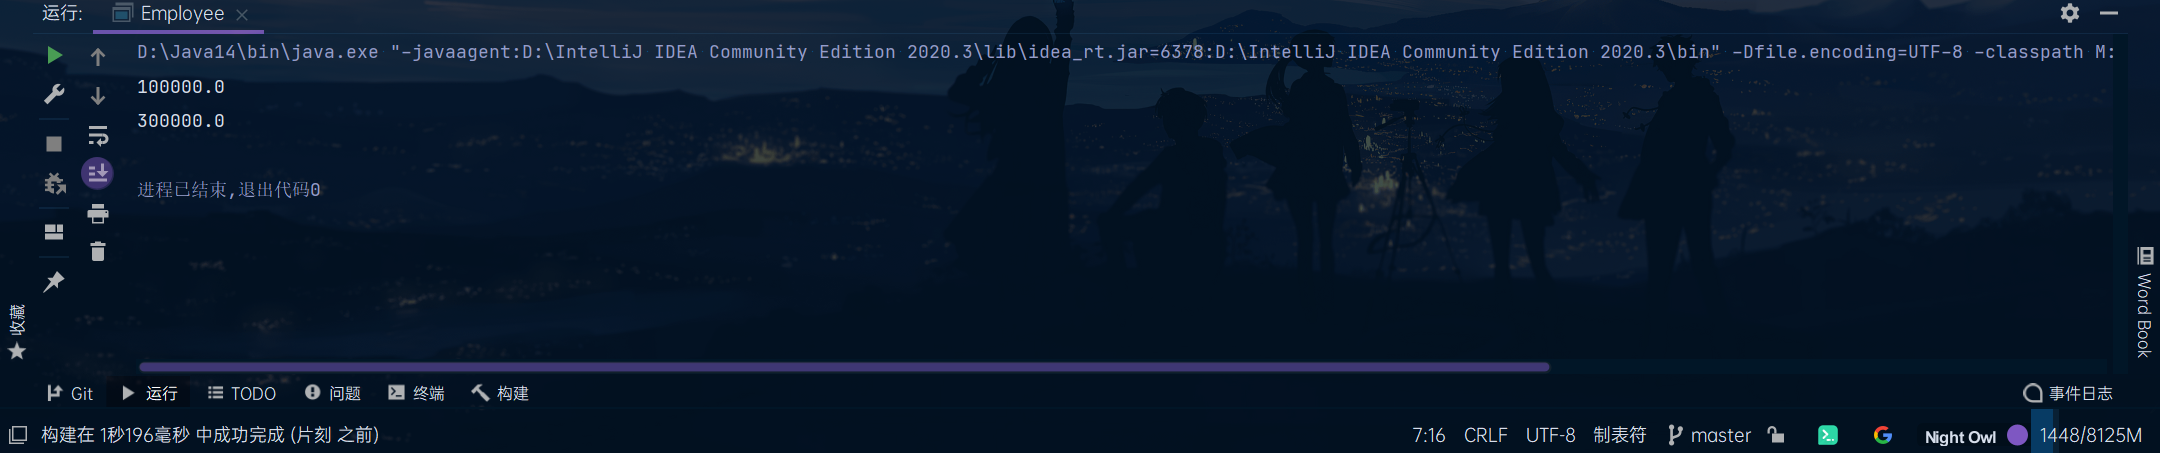 运行: Employee
D:\Java14\bin\java.exe "-javaagent:D:\IntelliJ IDEA Community Edition 2020.3\lib\idea_rt.jar=6378:D:\IntelliJ IDEA Community Edition 2020.3\bin" -Dfile.encoding=UTF-8 -classpath M:
100000.0
300000.0
进程已结束,退出代码0
收藏
Word Book
Git 运行 TODO 问题 终端 构建 事件日志
构建在 1秒196毫秒 中成功完成 (片刻 之前) 7:16 CRLF UTF-8 制表符 master Night Owl 1448/8125M